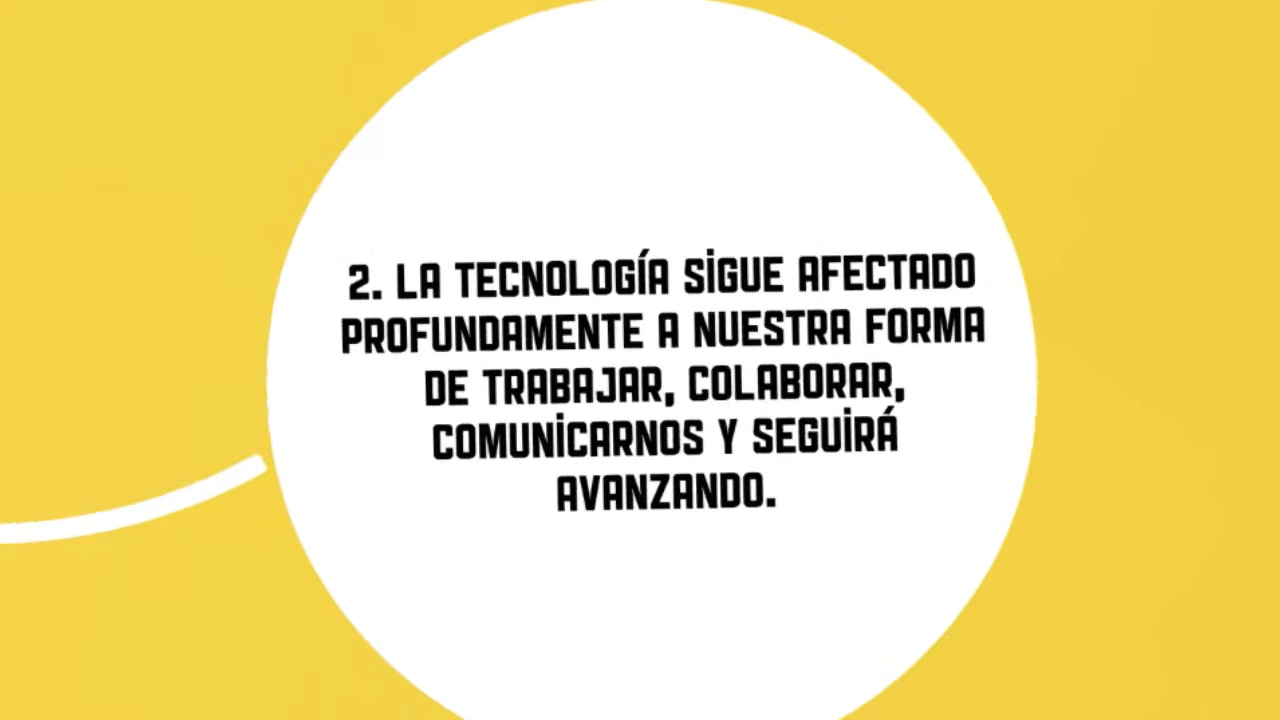 2. LA TECNOLOGÍA SIGUE AFECTADO
PROFUNDAMENTE A NUESTRA FORMA
DE TRABAJAR, COLABORAR,
COMUNICARNOS Y SEGUIRÁ
AVANZANDO.